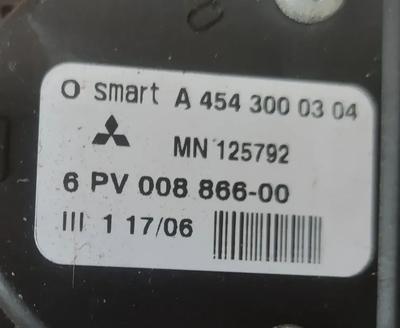 O smart A 454 300 03 04
MN 125792
6 PV 008 866-00
III 1 17/06